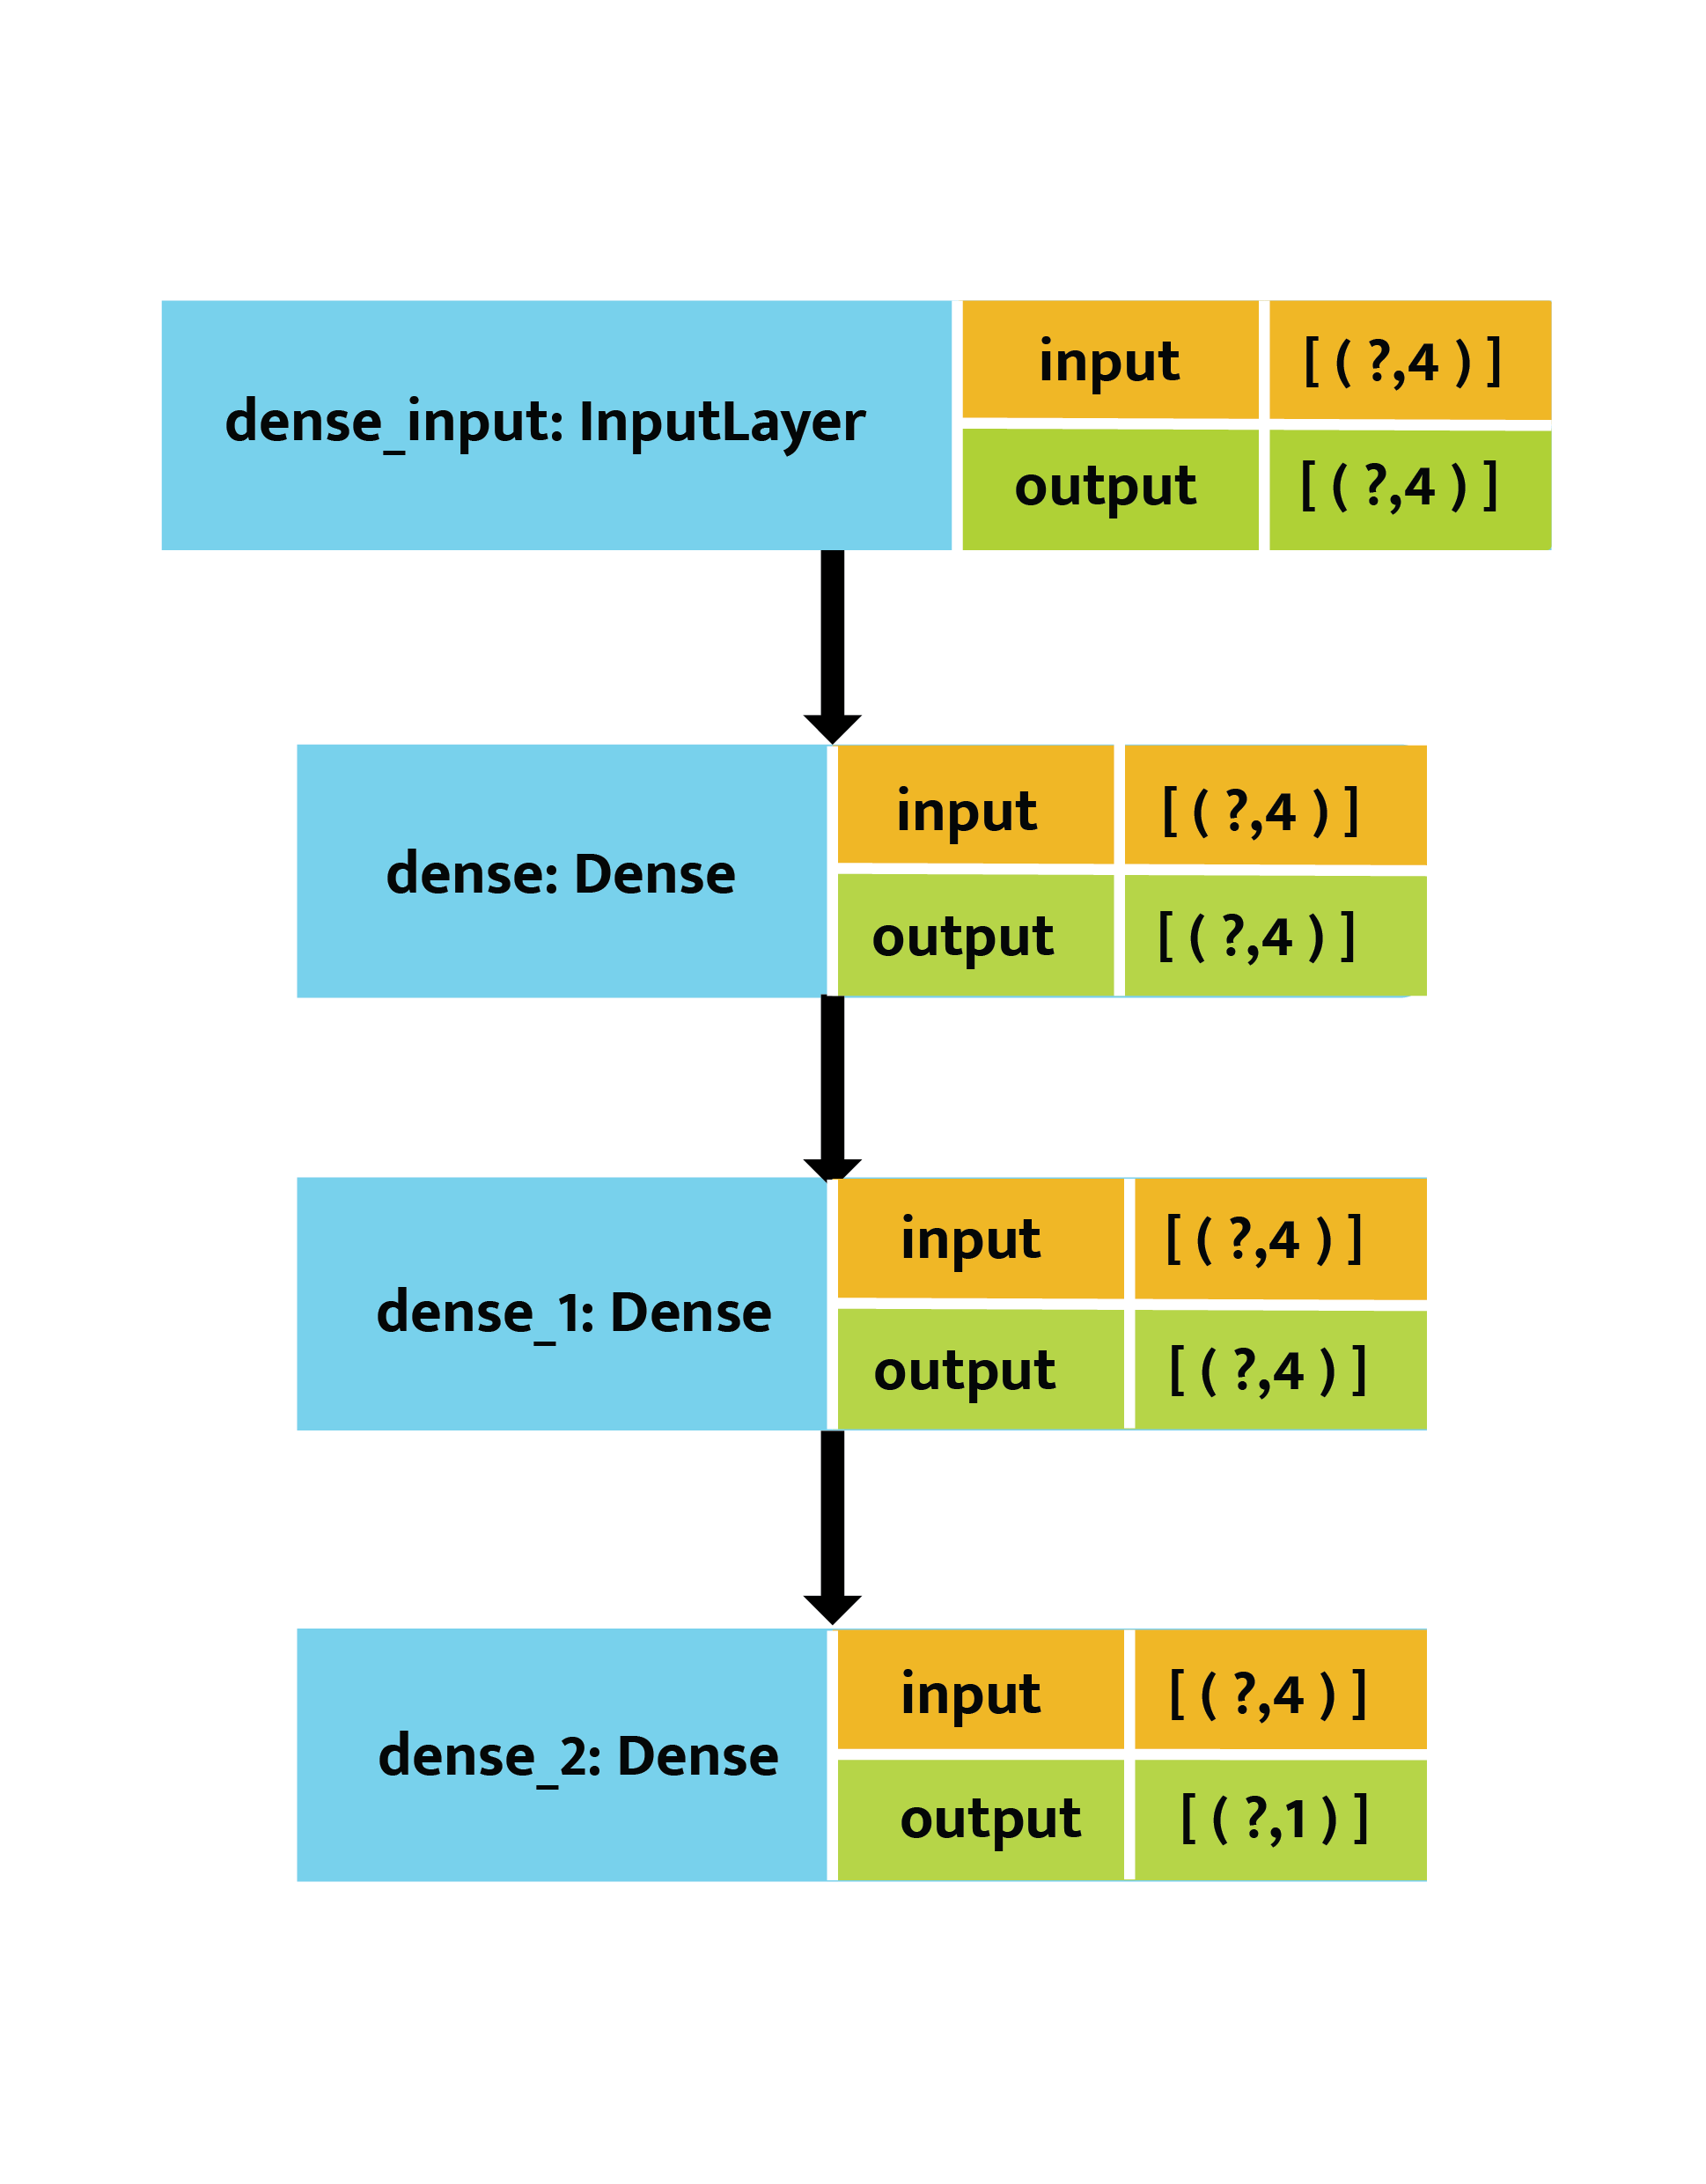 dense_input: InputLayer
input
[ ( ?,4 ) ]
output
[ ( ?,4 ) ]
dense: Dense
input
[ ( ?,4 ) ]
output
[ ( ?,4 ) ]
dense_1: Dense
input
[ ( ?,4 ) ]
output
[ ( ?,4 ) ]
dense_2: Dense
input
[ ( ?,4 ) ]
output
[ ( ?,1 ) ]